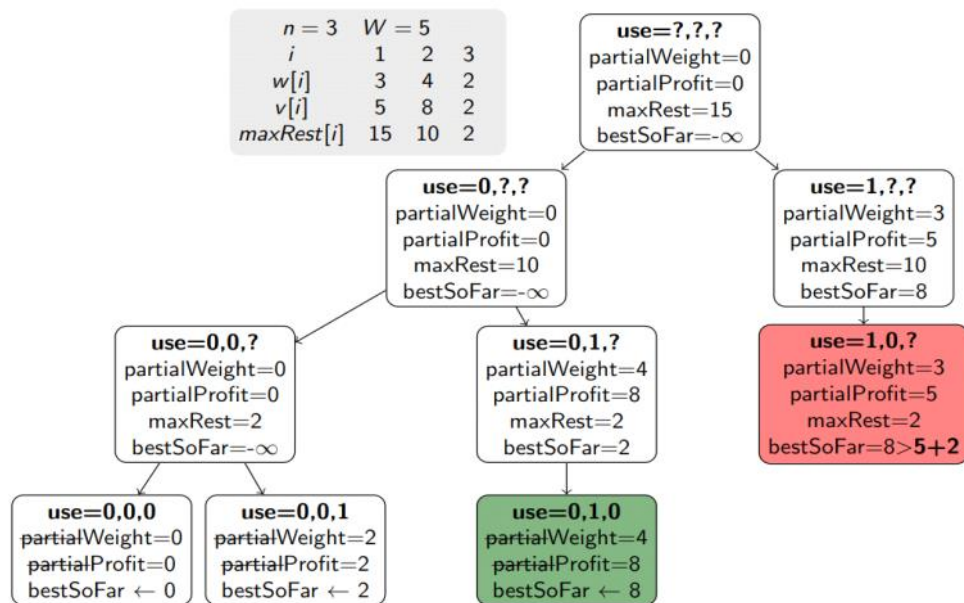 n = 3 W = 5
i 1 2 3
w[i] 3 4 2
v[i] 5 8 2
maxRest[i] 15 10 2
use=?,?,?
partialWeight=0
partialProfit=0
maxRest=15
bestSoFar=-∞
use=0,?,?
partialWeight=0
partialProfit=0
maxRest=10
bestSoFar=-∞
use=1,?,?
partialWeight=3
partialProfit=5
maxRest=10
bestSoFar=8
use=0,0,?
partialWeight=0
partialProfit=0
maxRest=2
bestSoFar=-∞
use=0,1,?
partialWeight=4
partialProfit=8
maxRest=2
bestSoFar=2
use=1,0,?
partialWeight=3
partialProfit=5
maxRest=2
bestSoFar=8>5+2
use=0,0,0
partialWeight=0
partialProfit=0
bestSoFar ← 0
use=0,0,1
partialWeight=2
partialProfit=2
bestSoFar ← 2
use=0,1,0
partialWeight=4
partialProfit=8
bestSoFar ← 8